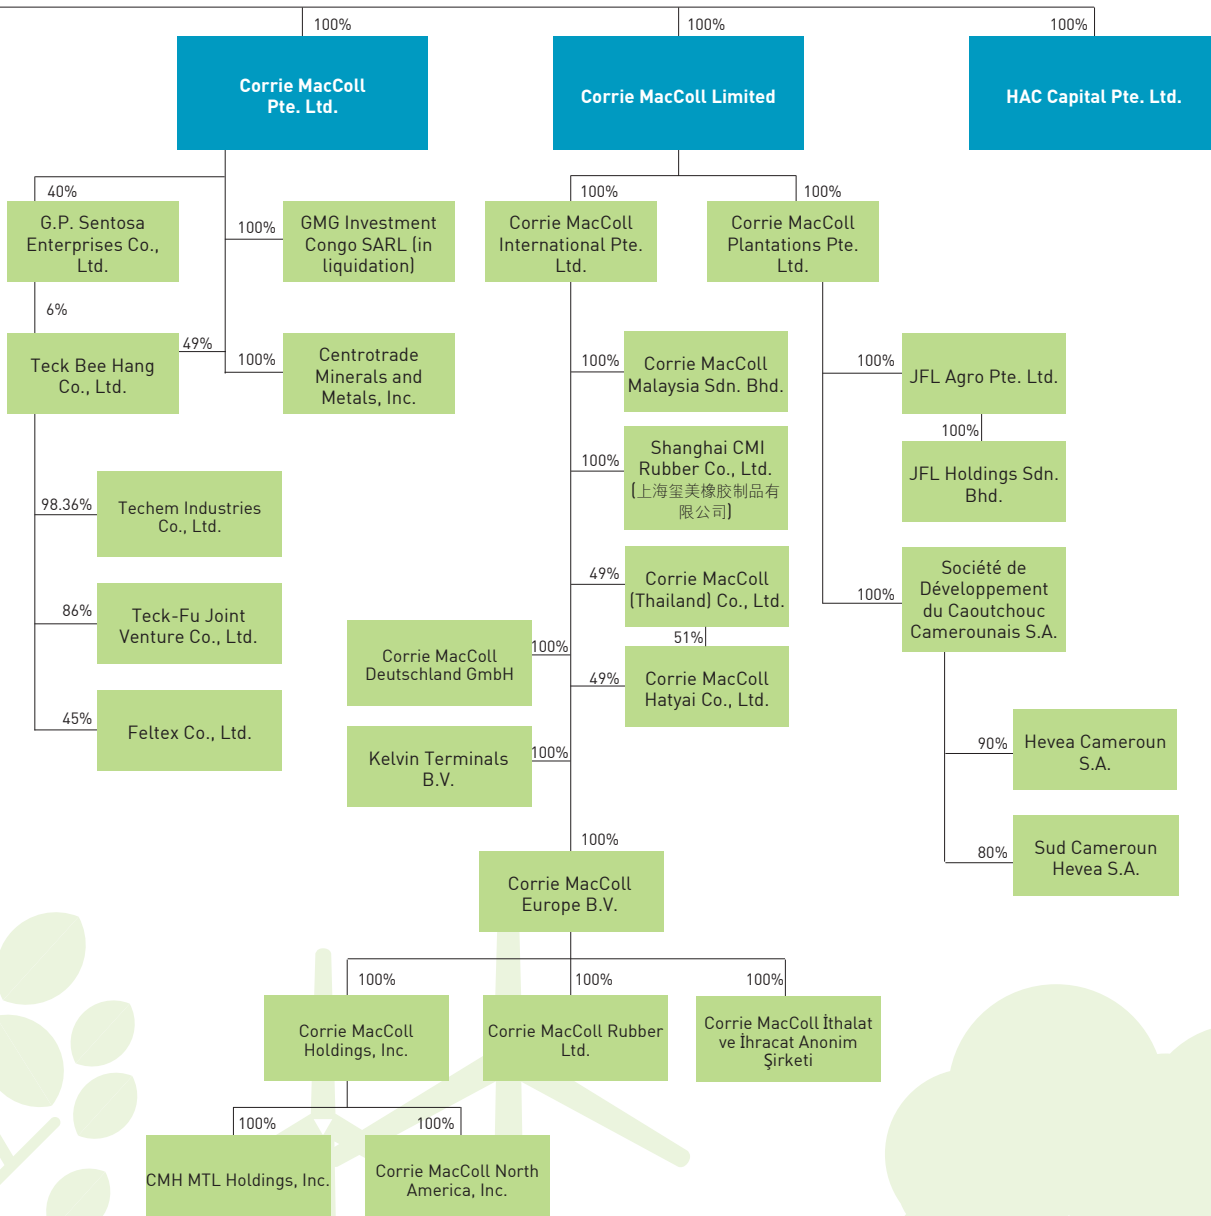 100%
100%
100%
Corrie MacColl
Pte. Ltd.
Corrie MacColl Limited
HAC Capital Pte. Ltd.
40%
G.P. Sentosa
Enterprises Co.,
Ltd.
100%
GMG Investment
Congo SARL (in
liquidation)
100%
Corrie MacColl
International Pte.
Ltd.
100%
Corrie MacColl
Plantations Pte.
Ltd.
6%
49%
Teck Bee Hang
Co., Ltd.
100%
Centrotrade
Minerals and
Metals, Inc.
98.36%
Techem Industries
Co., Ltd.
86%
Teck-Fu Joint
Venture Co., Ltd.
45%
Feltex Co., Ltd.
100%
Corrie MacColl
Malaysia Sdn. Bhd.
100%
Shanghai CMI
Rubber Co., Ltd.
(上海玺美橡胶制品有
限公司)
49%
Corrie MacColl
(Thailand) Co., Ltd.
51%
49%
Corrie MacColl
Hatyai Co., Ltd.
100%
Corrie MacColl
Deutschland GmbH
100%
Kelvin Terminals
B.V.
100%
JFL Agro Pte. Ltd.
100%
JFL Holdings Sdn.
Bhd.
100%
Société de
Développement
du Caoutchouc
Camerounais S.A.
90%
Hevea Cameroun
S.A.
80%
Sud Cameroun
Hevea S.A.
100%
Corrie MacColl
Europe B.V.
100%
Corrie MacColl
Holdings, Inc.
100%
Corrie MacColl Rubber
Ltd.
100%
Corrie MacColl İthalat
ve İhracat Anonim
Şirketi
100%
CMH MTL Holdings, Inc.
100%
Corrie MacColl North
America, Inc.